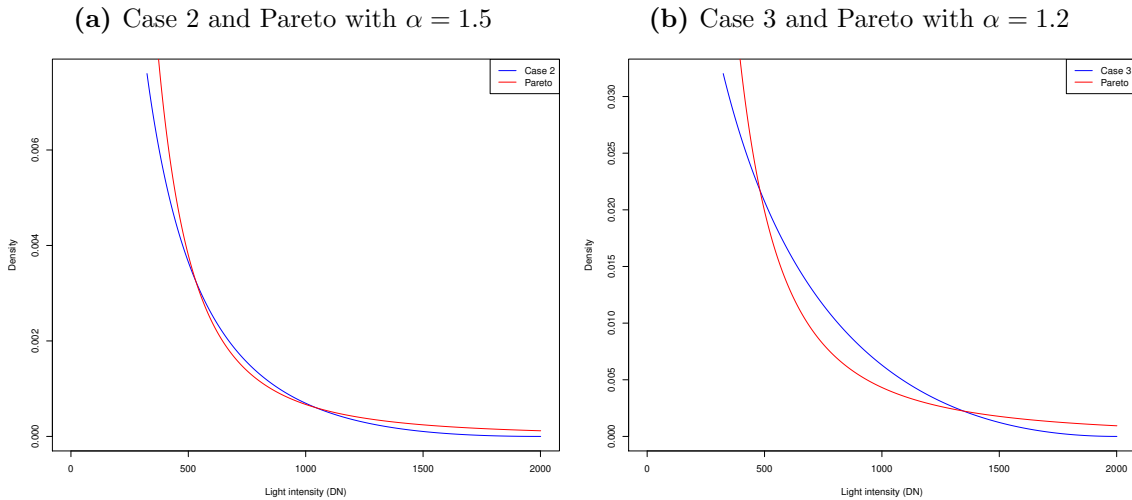 (a) Case 2 and Pareto with α = 1.5
Case 2
Pareto
0.006
0.004
0.002
0.000
Density
0 500 1000 1500 2000
Light intensity (DN)
(b) Case 3 and Pareto with α = 1.2
Case 3
Pareto
0.030
0.025
0.020
0.015
0.010
0.005
0.000
Density
0 500 1000 1500 2000
Light intensity (DN)